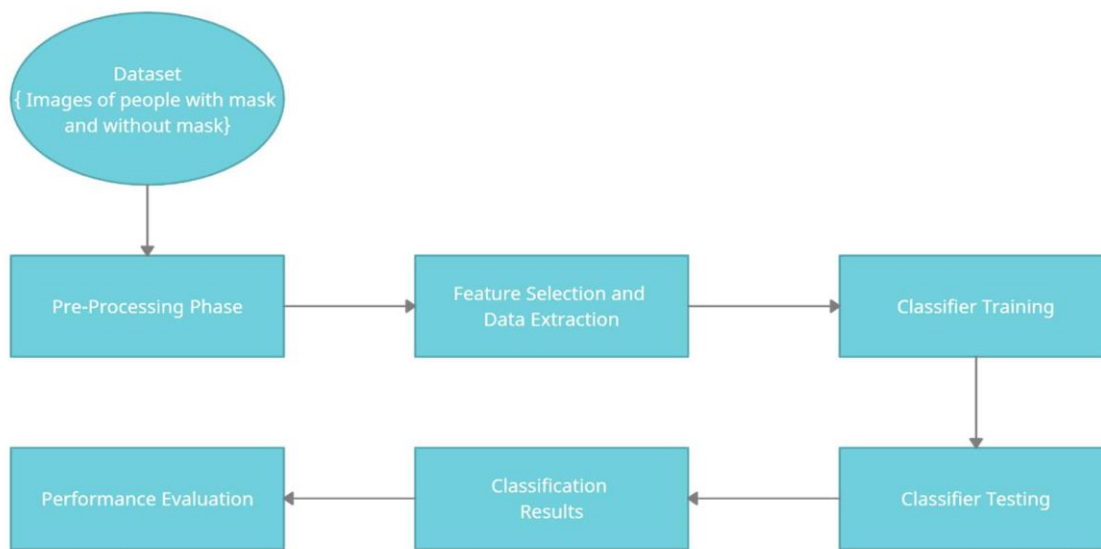 Dataset
{ Images of people with mask
and without mask}
Pre-Processing Phase
Feature Selection and
Data Extraction
Classifier Training
Classifier Testing
Classification
Results
Performance Evaluation